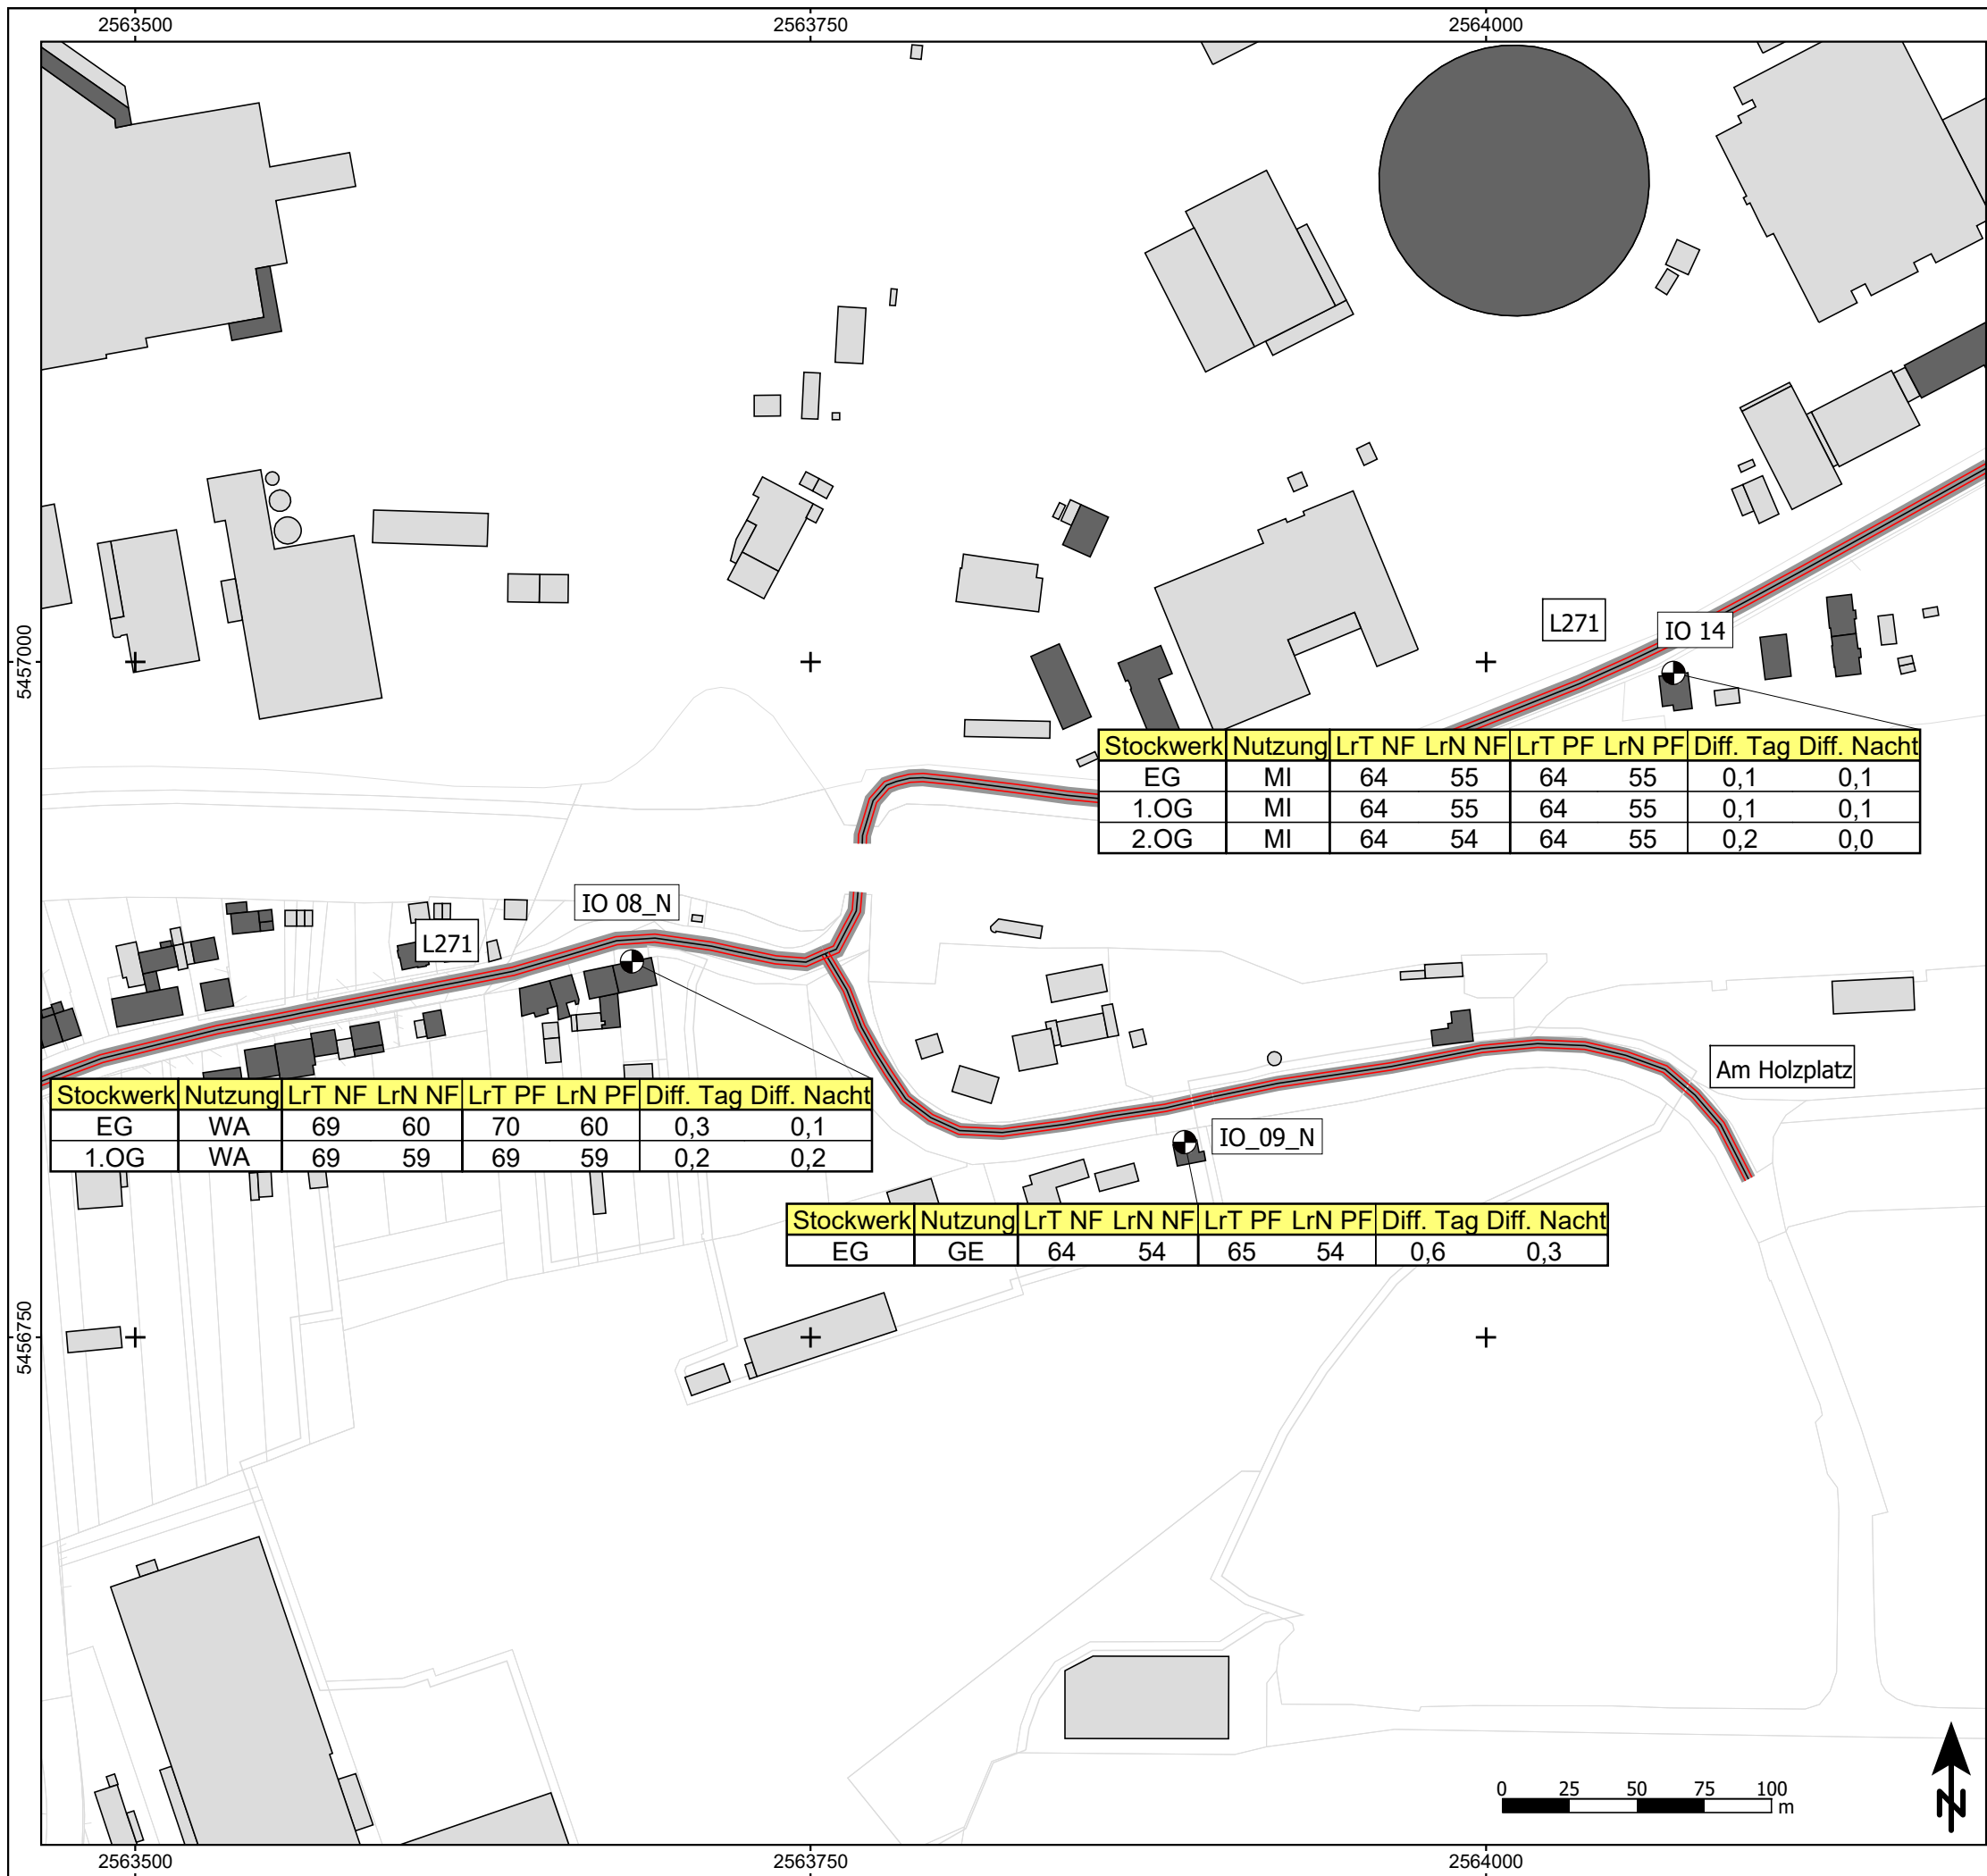 2563500 2563750 2564000
5457000
5456750
L271
IO 14
Stockwerk Nutzung LrT NF LrN NF LrT PF LrN PF Diff. Tag Diff. Nacht
EG MI 64 55 64 55 0,1 0,1
1.OG MI 64 55 64 55 0,1 0,1
2.OG MI 64 54 64 55 0,2 0,0
IO 08_N
L271
Am Holzplatz
Stockwerk Nutzung LrT NF LrN NF LrT PF LrN PF Diff. Tag Diff. Nacht
EG WA 69 60 70 60 0,3 0,1
1.OG WA 69 59 69 59 0,2 0,2
IO_09_N
Stockwerk Nutzung LrT NF LrN NF LrT PF LrN PF Diff. Tag Diff. Nacht
EG GE 64 54 65 54 0,6 0,3
0 25 50 75 100
m
N
2563500 2563750 2564000